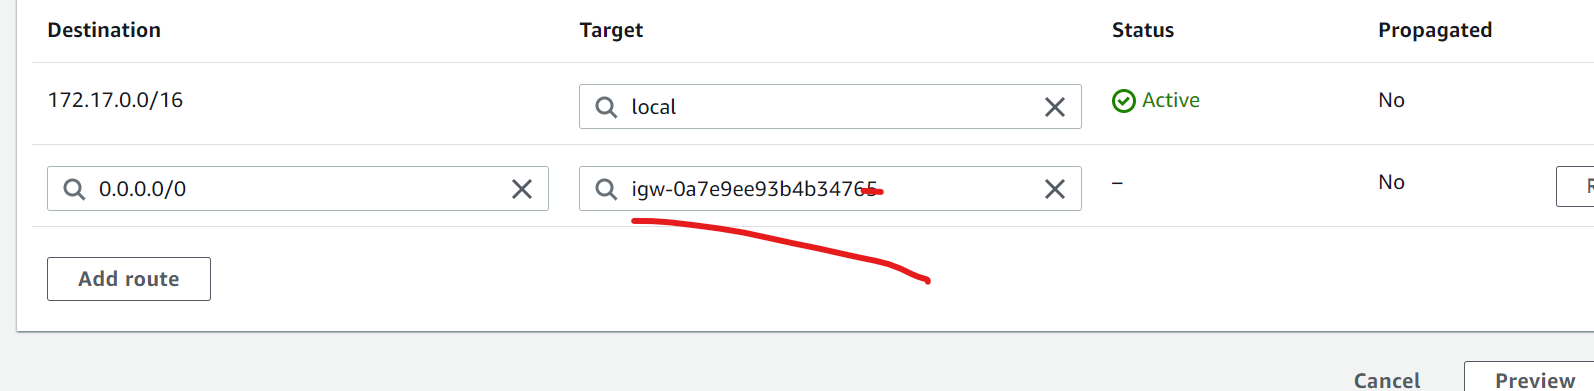 Destination Target Status Propagated
172.17.0.0/16 local Active No
0.0.0.0/0 igw-0a7e9ee93b4b34765 – No
Add route
Cancel Preview